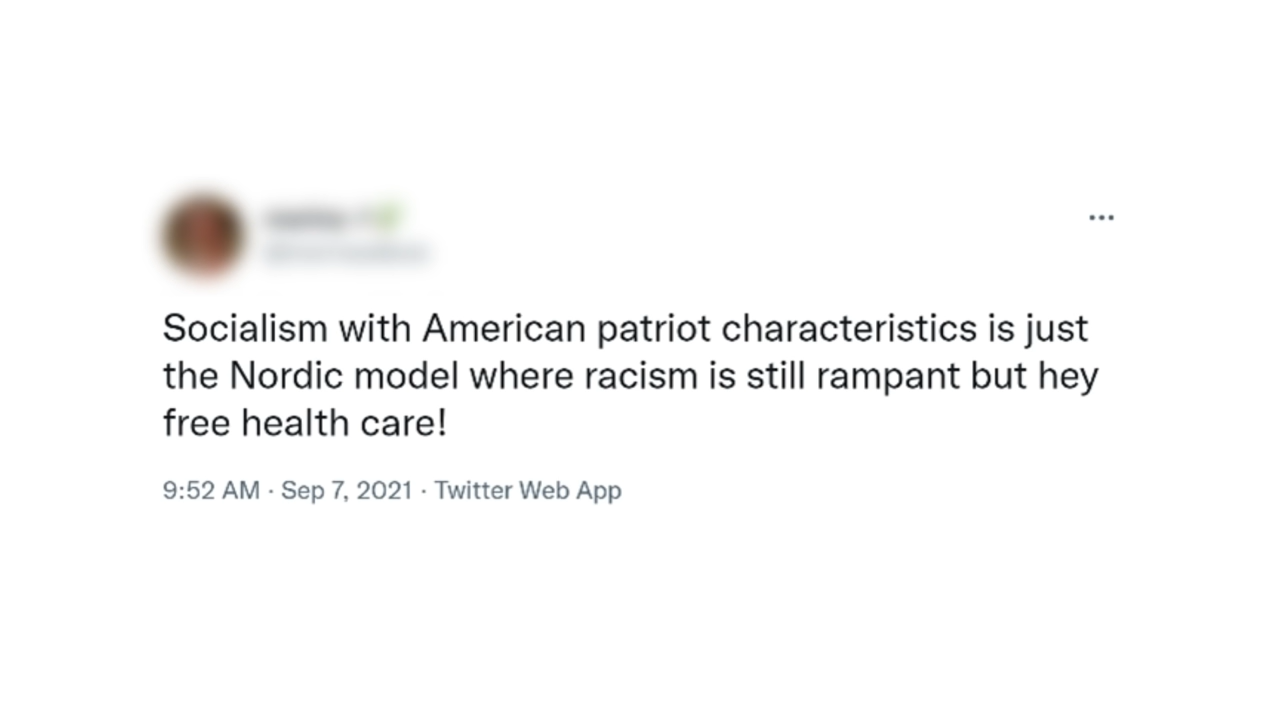 Socialism with American patriot characteristics is just
the Nordic model where racism is still rampant but hey
free health care!
9:52 AM · Sep 7, 2021 · Twitter Web App